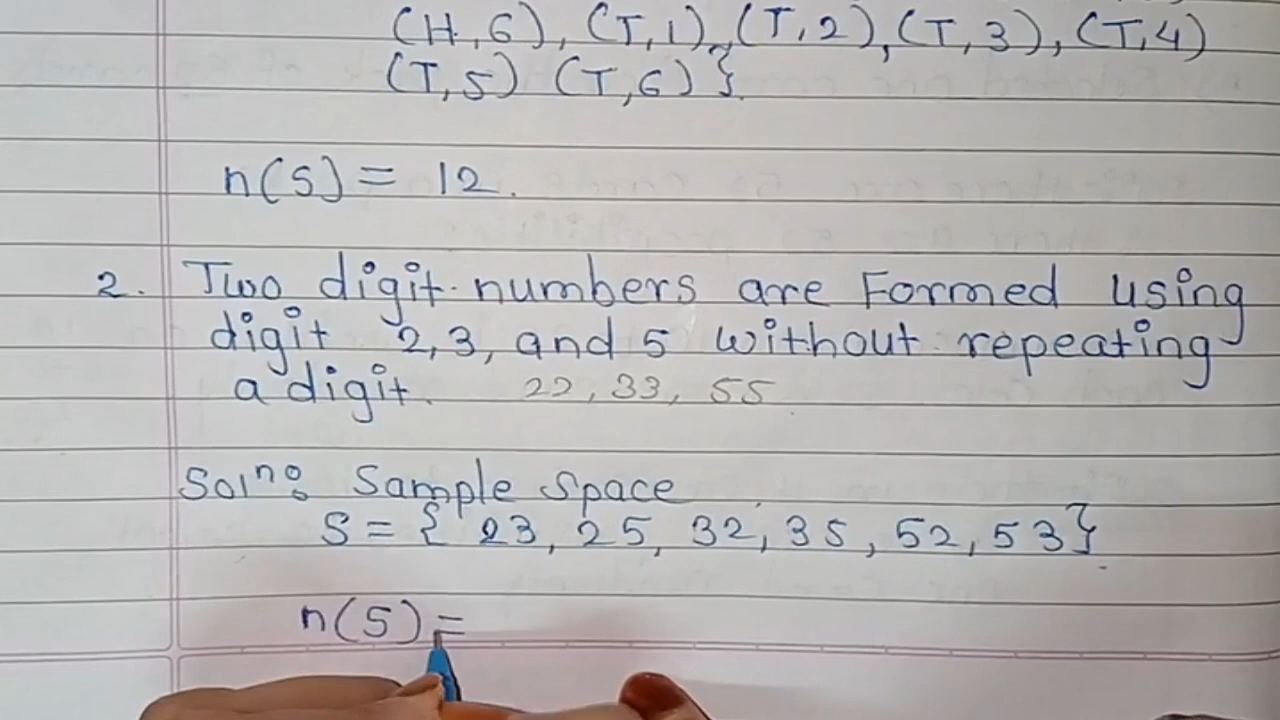 (H,6), (T,1), (T,2), (T,3), (T,4)
(T,5) (T,6)}
n(S) = 12.
2. Two digit numbers are Formed using
digit 2,3, and 5 without repeating
a digit. 22, 33, 55
Solⁿ: Sample Space
S = { 23, 25, 32, 35, 52, 53}.
n(S) =